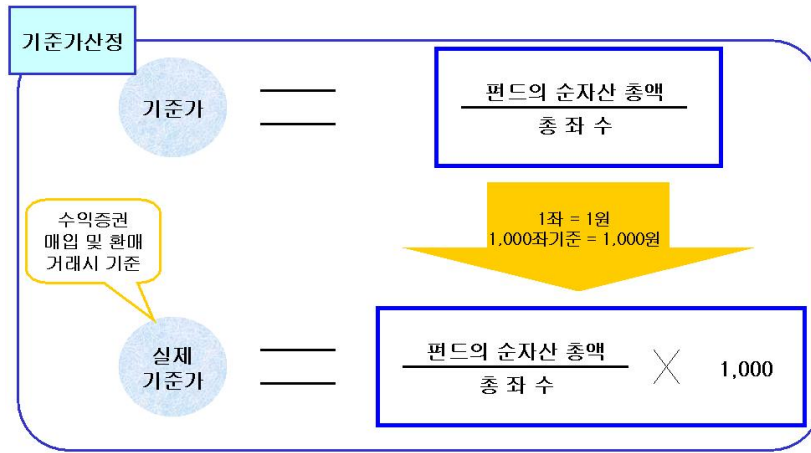 기준가산정
기준가
펀드의 순자산 총액
총 좌 수
1좌 = 1원
1,000좌기준 = 1,000원
수익증권
매입 및 환매
거래시 기준
실제
기준가
펀드의 순자산 총액
총 좌 수
1,000